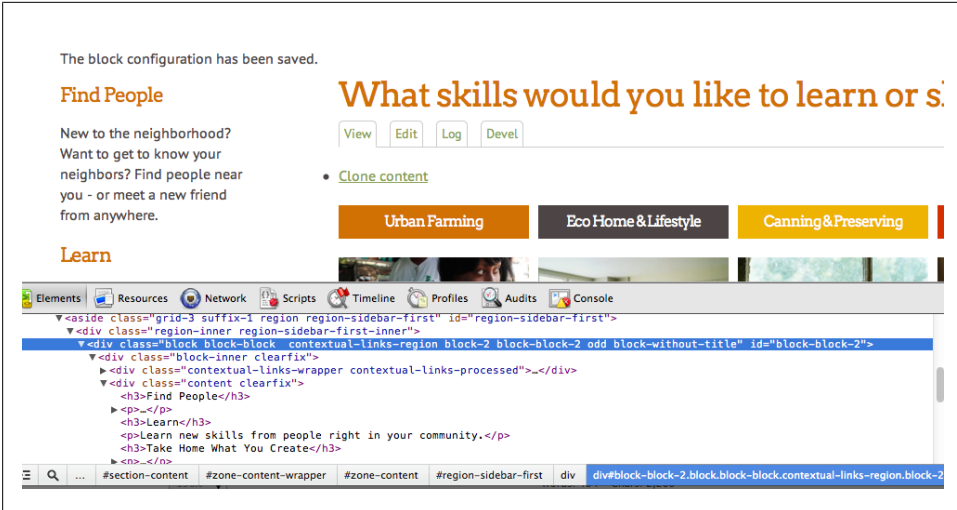 The block configuration has been saved.
Find People
New to the neighborhood?
Want to get to know your
neighbors? Find people near
you - or meet a new friend
from anywhere.
Learn
What skills would you like to learn or
View Edit Log Devel
Clone content
Urban Farming Eco Home & Lifestyle Canning & Preserving
Elements Resources Network Scripts Timeline Profiles Audits Console
▼<aside class="grid-3 suffix-1 region region-sidebar-first" id="region-sidebar-first">
▼<div class="region-inner region-sidebar-first-inner">
▼<div class="block block-block  contextual-links-region block-2 block-block-2 odd block-without-title" id="block-block-2">
▼<div class="block-inner clearfix">
▶<div class="contextual-links-wrapper contextual-links-processed">…</div>
▼<div class="content clearfix">
<h3>Find People</h3>
▶<p>…</p>
<h3>Learn</h3>
<p>Learn new skills from people right in your community.</p>
<h3>Take Home What You Create</h3>
▶<p>…</p>
... #section-content #zone-content-wrapper #zone-content #region-sidebar-first div div#block-block-2.block.block-block.contextual-links-region.block-2